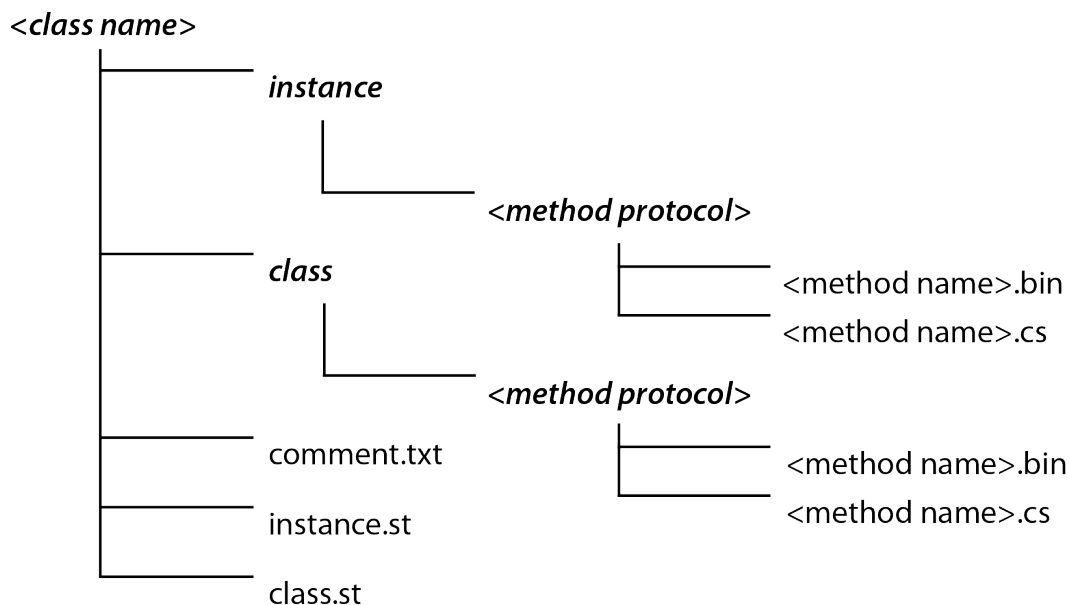 <class name>
instance
<method protocol>
<method name>.bin
<method name>.cs
class
<method protocol>
<method name>.bin
<method name>.cs
comment.txt
instance.st
class.st